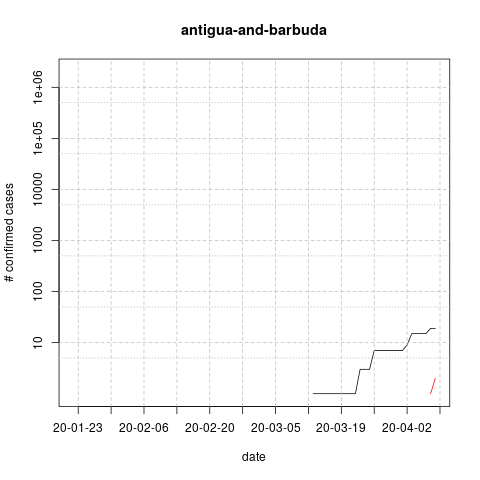 antigua-and-barbuda
# confirmed cases
1e+06
1e+05
10000
1000
100
10
20-01-23 20-02-06 20-02-20 20-03-05 20-03-19 20-04-02
date